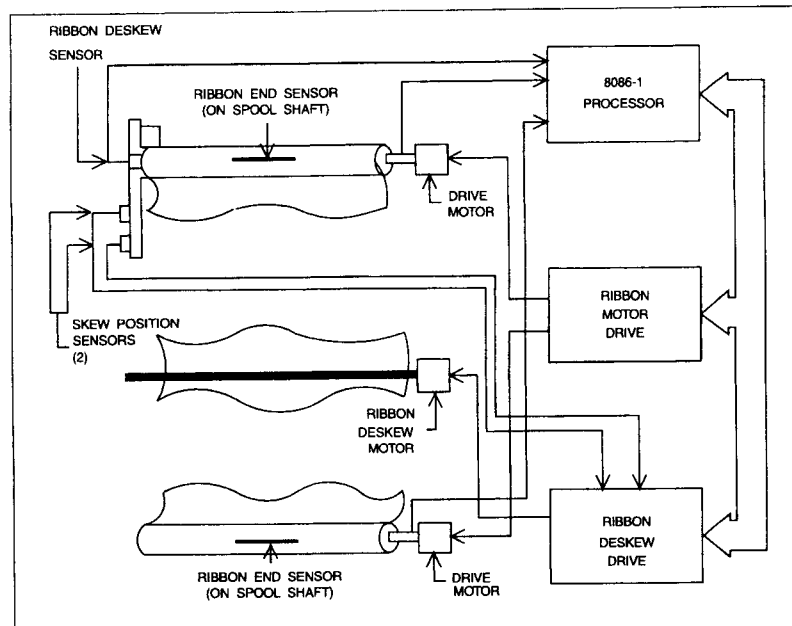 RIBBON DESKEW
SENSOR
RIBBON END SENSOR
(ON SPOOL SHAFT)
8086-1
PROCESSOR
DRIVE
MOTOR
SKEW POSITION
SENSORS
(2)
RIBBON
MOTOR
DRIVE
RIBBON
DESKEW
MOTOR
RIBBON
DESKEW
DRIVE
RIBBON END SENSOR
(ON SPOOL SHAFT)
DRIVE
MOTOR